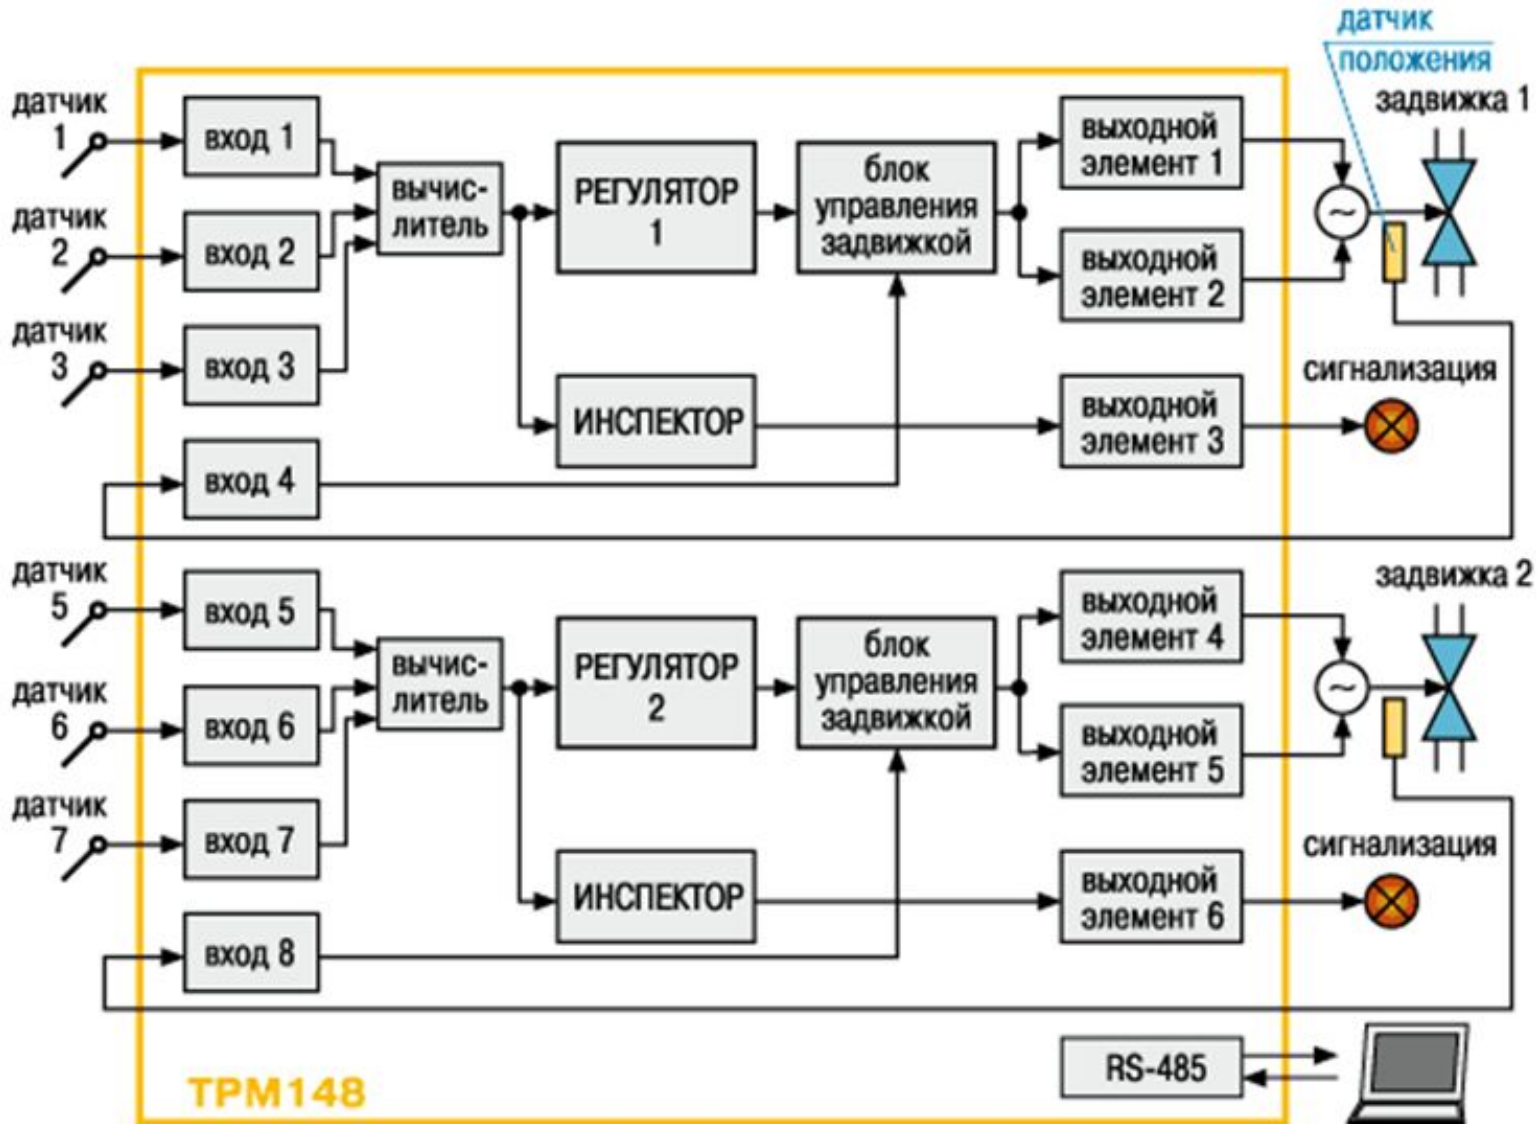 датчик
положения
задвижка 1
датчик
1
вход 1
датчик
2
вход 2
датчик
3
вход 3
вход 4
вычис-
литель
РЕГУЛЯТОР
1
блок
управления
задвижкой
ИНСПЕКТОР
выходной
элемент 1
выходной
элемент 2
выходной
элемент 3
сигнализация
задвижка 2
датчик
5
вход 5
датчик
6
вход 6
датчик
7
вход 7
вход 8
вычис-
литель
РЕГУЛЯТОР
2
блок
управления
задвижкой
ИНСПЕКТОР
выходной
элемент 4
выходной
элемент 5
выходной
элемент 6
сигнализация
RS-485
ТРМ148